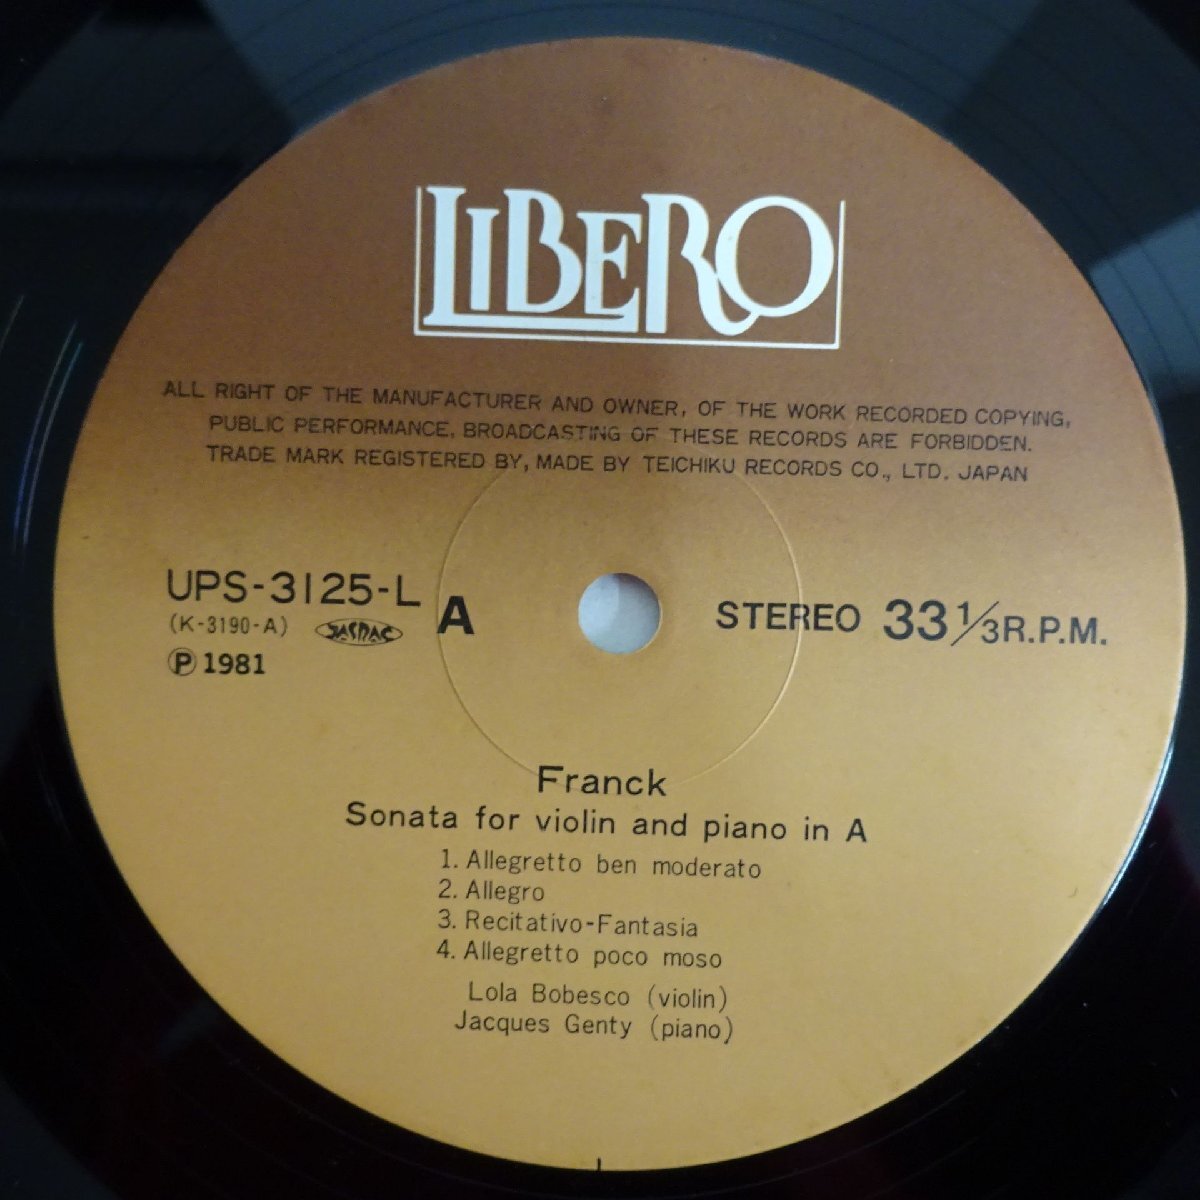 LIBERO
ALL RIGHT OF THE MANUFACTURER AND OWNER, OF THE WORK RECORDED COPYING,
PUBLIC PERFORMANCE, BROADCASTING OF THESE RECORDS ARE FORBIDDEN.
TRADE MARK REGISTERED BY, MADE BY TEICHIKU RECORDS CO., LTD. JAPAN
UPS-3125-L A STEREO 33 1/3 R.P.M.
(K-3190-A) JASRAC
Ⓟ 1981
Franck
Sonata for violin and piano in A
1. Allegretto ben moderato
2. Allegro
3. Recitativo-Fantasia
4. Allegretto poco moso
Lola Bobesco (violin)
Jacques Genty (piano)